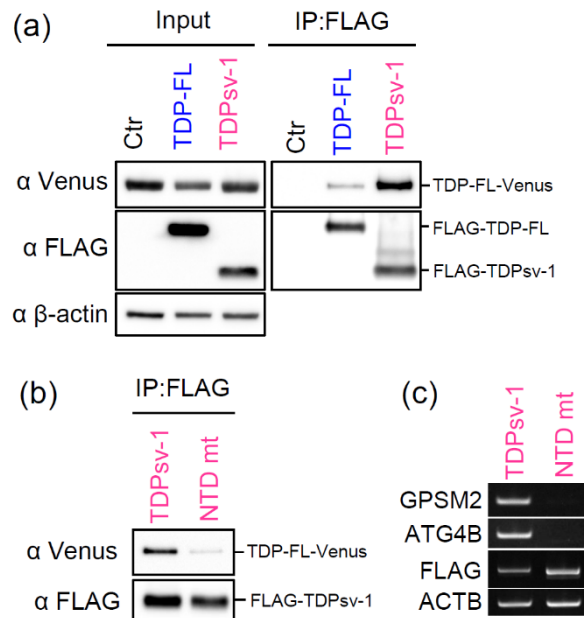 (a)
Input
IP:FLAG
Ctr
TDP-FL
TDPsv-1
Ctr
TDP-FL
TDPsv-1
α Venus
TDP-FL-Venus
α FLAG
FLAG-TDP-FL
FLAG-TDPsv-1
α β-actin
(b)
IP:FLAG
TDPsv-1
NTD mt
α Venus
TDP-FL-Venus
α FLAG
FLAG-TDPsv-1
(c)
TDPsv-1
NTD mt
GPSM2
ATG4B
FLAG
ACTB